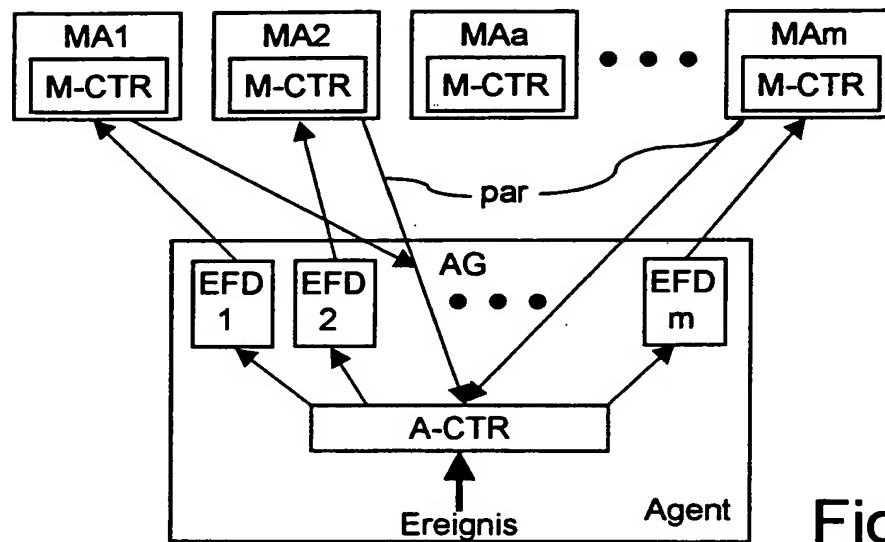 MA1 MA2 MAa MAm
M-CTR M-CTR M-CTR M-CTR
par
AG
EFD 1
EFD 2
EFD m
A-CTR
Ereignis
Agent